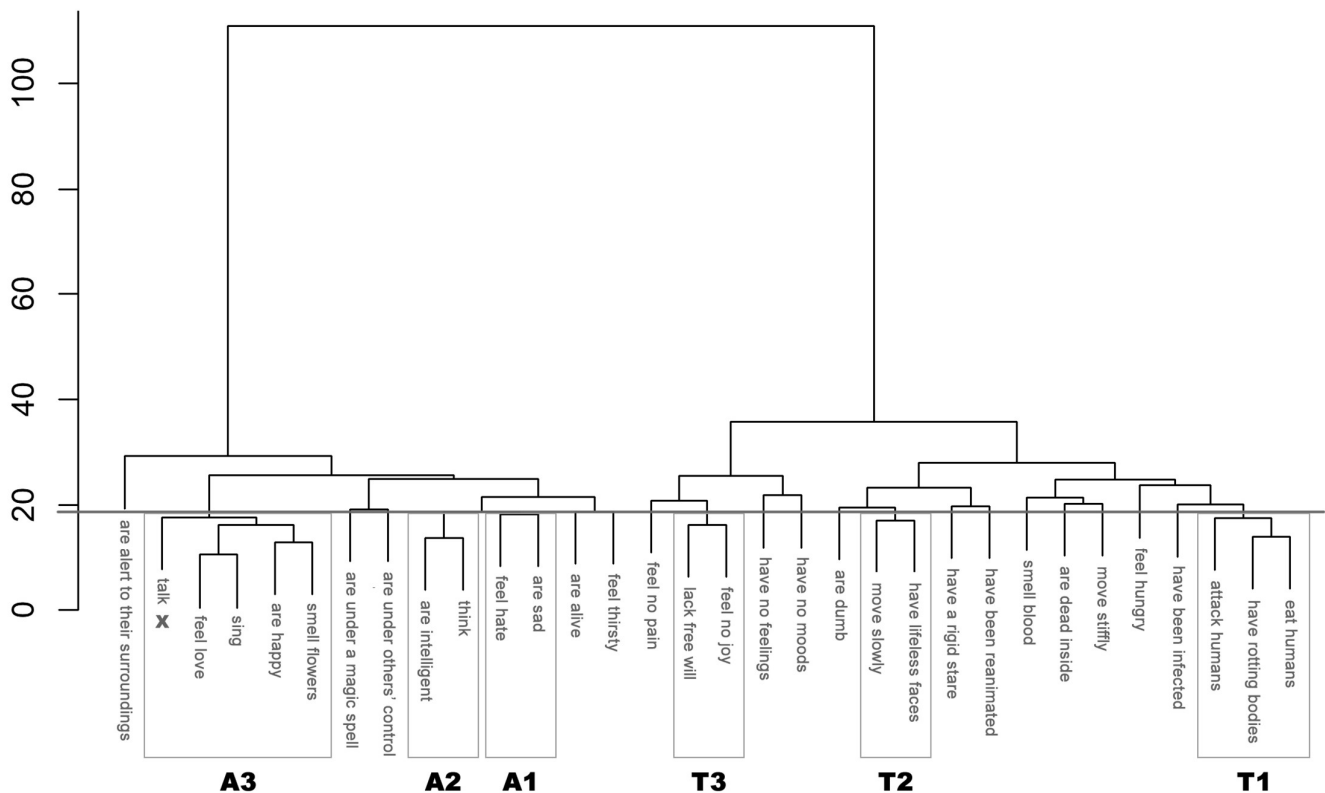 100
80
60
40
20
0
are alert to their surroundings
talk x
feel love
sing
are happy
smell flowers
are under a magic spell
are under others' control
are intelligent
think
feel hate
are sad
are alive
feel thirsty
feel no pain
lack free will
feel no joy
have no feelings
have no moods
are dumb
move slowly
have lifeless faces
have a rigid stare
have been reanimated
smell blood
are dead inside
move stiffly
feel hungry
have been infected
attack humans
have rotting bodies
eat humans
A3 A2 A1 T3 T2 T1